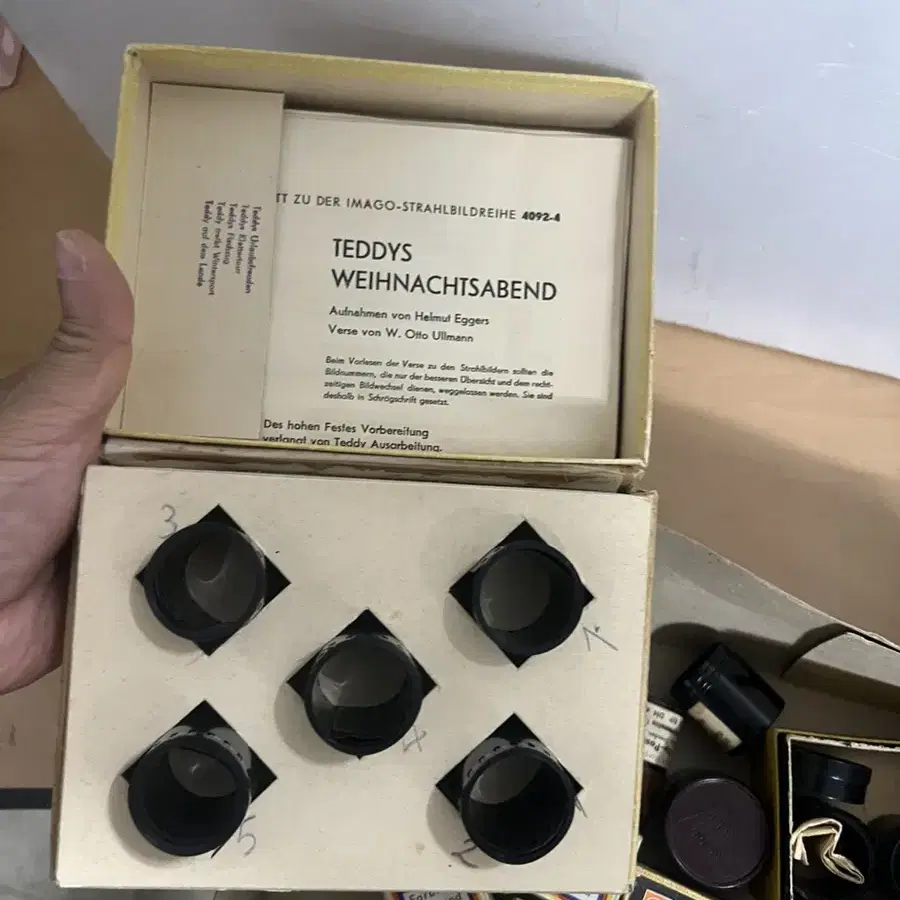 TT ZU DER IMAGO-STRAHLBILDREIHE 4092-4
TEDDYS
WEIHNACHTSABEND
Aufnahmen von Helmut Eggers
Verse von W. Otto Ullmann
Beim Vorlesen der Verse zu den Strahlbildern sollten die
Bildnummern, die nur der besseren Übersicht und dem recht-
zeitigen Bildwechsel dienen, weggelassen werden. Sie sind
deshalb in Schrägschrift gesetzt.
Des hohen Festes Vorbereitung
verlangt von Teddy Ausarbeitung.
Teddys Urlaubsfreuden
Teddys Klettertour
Teddys Fischzug
Teddy treibt Wintersport
Teddy auf dem Lande
3
1
4
5
2